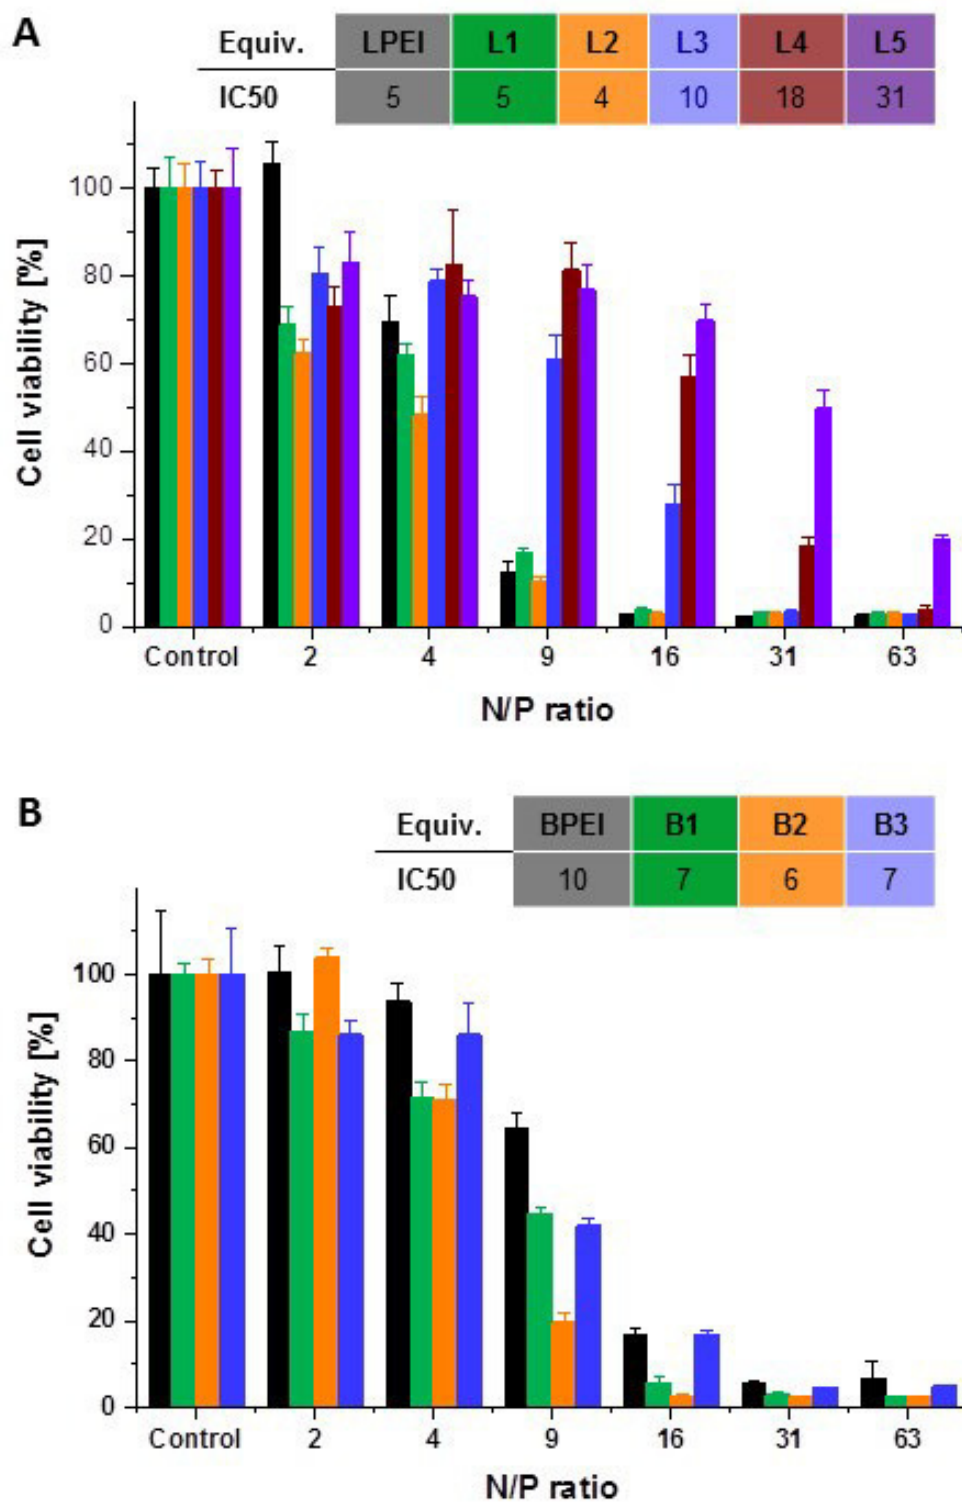 A
Equiv. LPEI L1 L2 L3 L4 L5
IC50 5 5 4 10 18 31
100
80
60
40
20
0
Cell viability [%]
Control 2 4 9 16 31 63
N/P ratio
B
Equiv. BPEI B1 B2 B3
IC50 10 7 6 7
100
80
60
40
20
0
Cell viability [%]
Control 2 4 9 16 31 63
N/P ratio